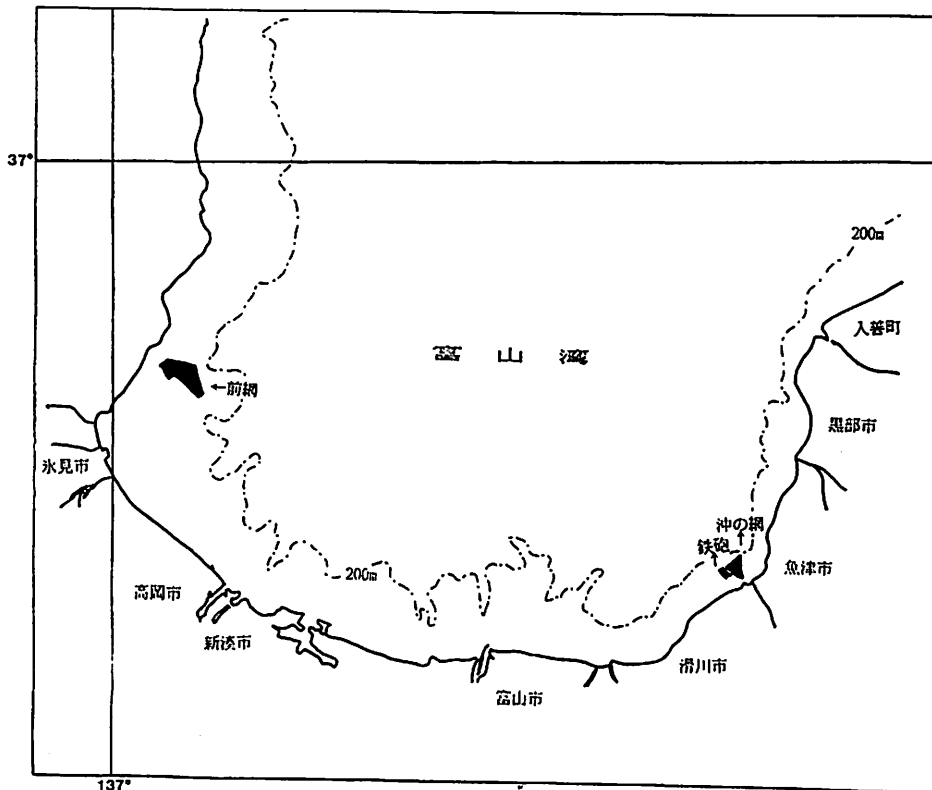 37°
200m
入善町
富山湾
←前網
黒部市
氷見市
沖の網
鉄砲
魚津市
200m
高岡市
新湊市
滑川市
富山市
137°